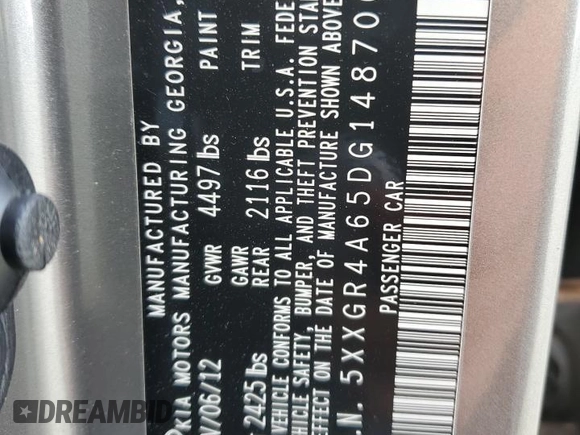 MANUFACTURED BY
KIA MOTORS MANUFACTURING GEORGIA,
/06/12 GVWR 4497 lbs PAINT
2425 lbs GAWR REAR 2116 lbs TRIM
VEHICLE CONFORMS TO ALL APPLICABLE U.S.A. FEDE
VEHICLE SAFETY, BUMPER, AND THEFT PREVENTION STA
EFFECT ON THE DATE OF MANUFACTURE SHOWN ABOVE
.N. 5XXGR4A65DG14870
PASSENGER CAR
DREAMBID